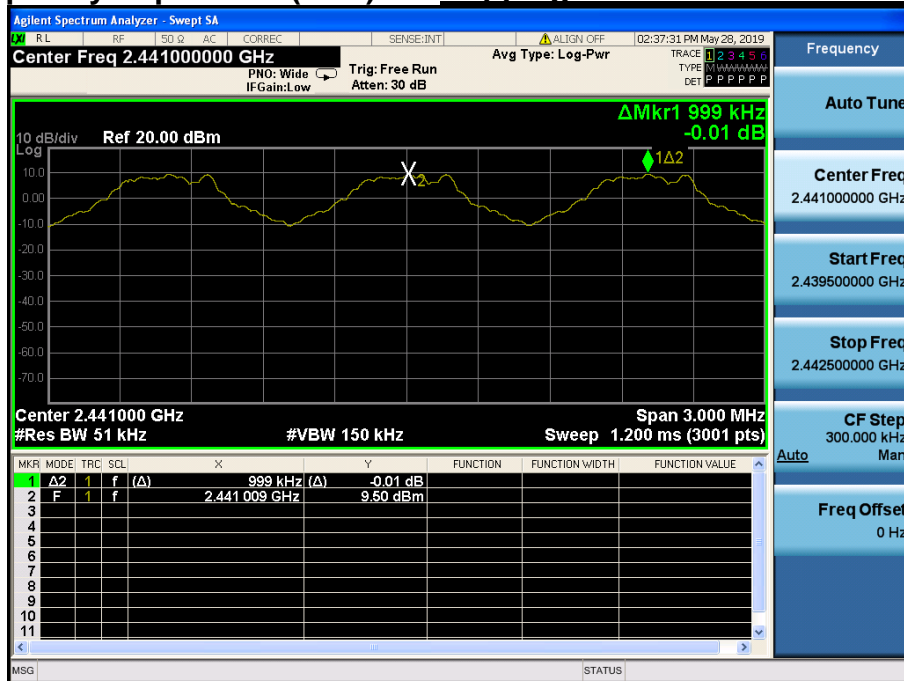 Agilent Spectrum Analyzer - Swept SA
LXI RL RF 50 Ω AC CORREC SENSE:INT ALIGN OFF 02:37:31 PM May 28, 2019
Center Freq 2.441000000 GHz
PNO: Wide
IFGain:Low
Trig: Free Run
Atten: 30 dB
Avg Type: Log-Pwr
TRACE 1 2 3 4 5 6
TYPE M WWWWW
DET P P P P P P
ΔMkr1 999 kHz
-0.01 dB
10 dB/div Ref 20.00 dBm
Log
1Δ2
X2
10.0
0.00
-10.0
-20.0
-30.0
-40.0
-50.0
-60.0
-70.0
Center 2.441000 GHz Span 3.000 MHz
#Res BW 51 kHz #VBW 150 kHz Sweep 1.200 ms (3001 pts)
MKR MODE TRC SCL X Y FUNCTION FUNCTION WIDTH FUNCTION VALUE
1 Δ2 1 f (Δ) 999 kHz (Δ) -0.01 dB
2 F 1 f 2.441 009 GHz 9.50 dBm
3
4
5
6
7
8
9
10
11
MSG STATUS
Frequency
Auto Tune
Center Freq
2.441000000 GHz
Start Freq
2.439500000 GHz
Stop Freq
2.442500000 GHz
CF Step
300.000 kHz
Auto Man
Freq Offset
0 Hz